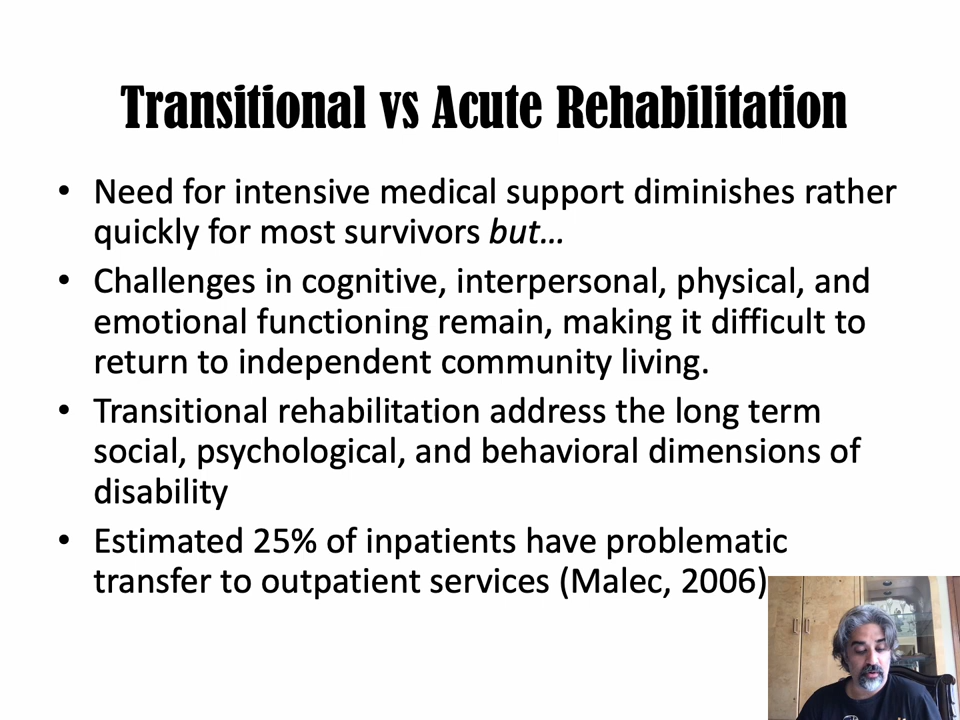 Transitional vs Acute Rehabilitation
• Need for intensive medical support diminishes rather
quickly for most survivors but…
• Challenges in cognitive, interpersonal, physical, and
emotional functioning remain, making it difficult to
return to independent community living.
• Transitional rehabilitation address the long term
social, psychological, and behavioral dimensions of
disability
• Estimated 25% of inpatients have problematic
transfer to outpatient services (Malec, 2006)